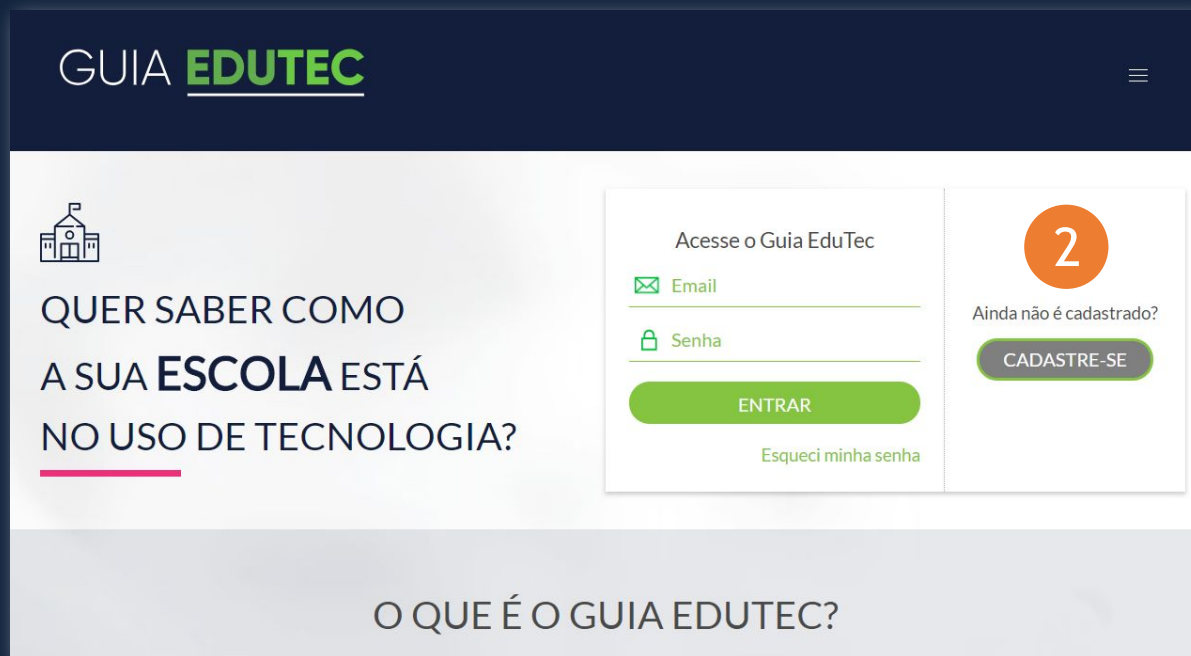 GUIA EDUTEC
QUER SABER COMO
A SUA ESCOLA ESTÁ
NO USO DE TECNOLOGIA?
Acesse o Guia EduTec
Email
Senha
ENTRAR
Esqueci minha senha
2
Ainda não é cadastrado?
CADASTRE-SE
O QUE É O GUIA EDUTEC?